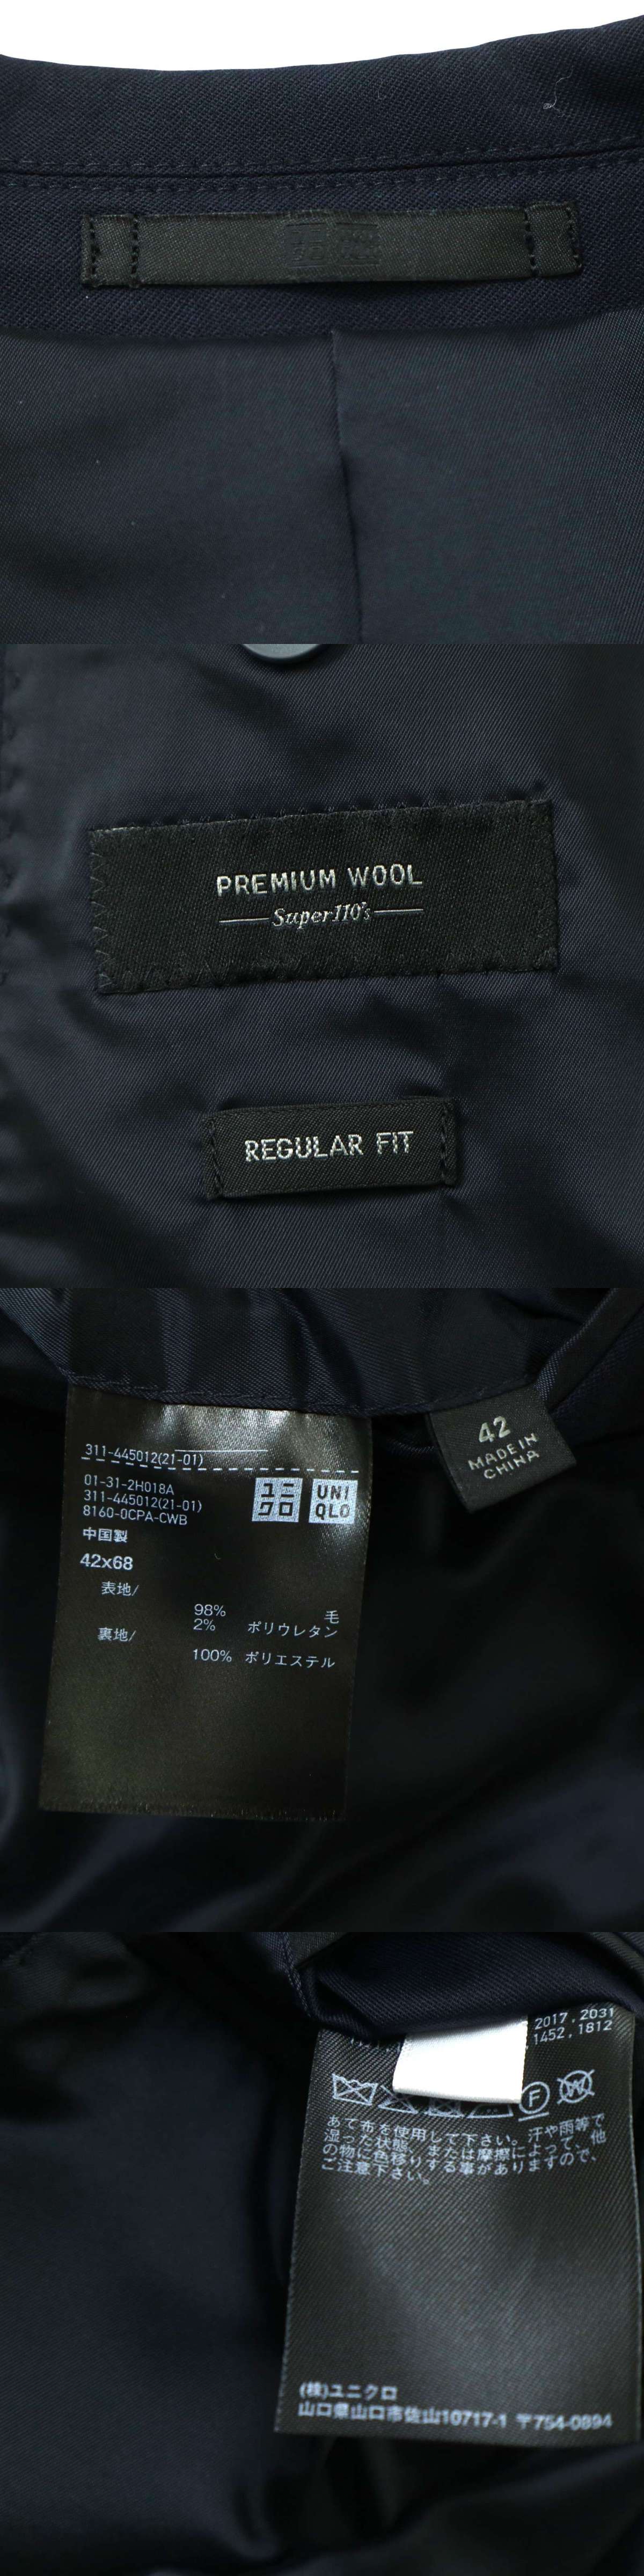 PREMIUM WOOL
Super110's
REGULAR FIT
42
MADE IN
CHINA
311-445012(21-01)
01-31-2H018A
311-445012(21-01)
8160-0CPA-CWB
ユニ
クロ
UNI
QLO
中国製
42x68
表地/
98% 毛
2% ポリウレタン
裏地/
100% ポリエステル
2017 , 2031
1452 , 1812
F
W
あて布を使用して下さい。汗や雨等で
湿った状態、または摩擦によって、他
の物に色移りする事がありますので、
ご注意下さい。
(株)ユニクロ
山口県山口市佐山10717-1 〒754-0894